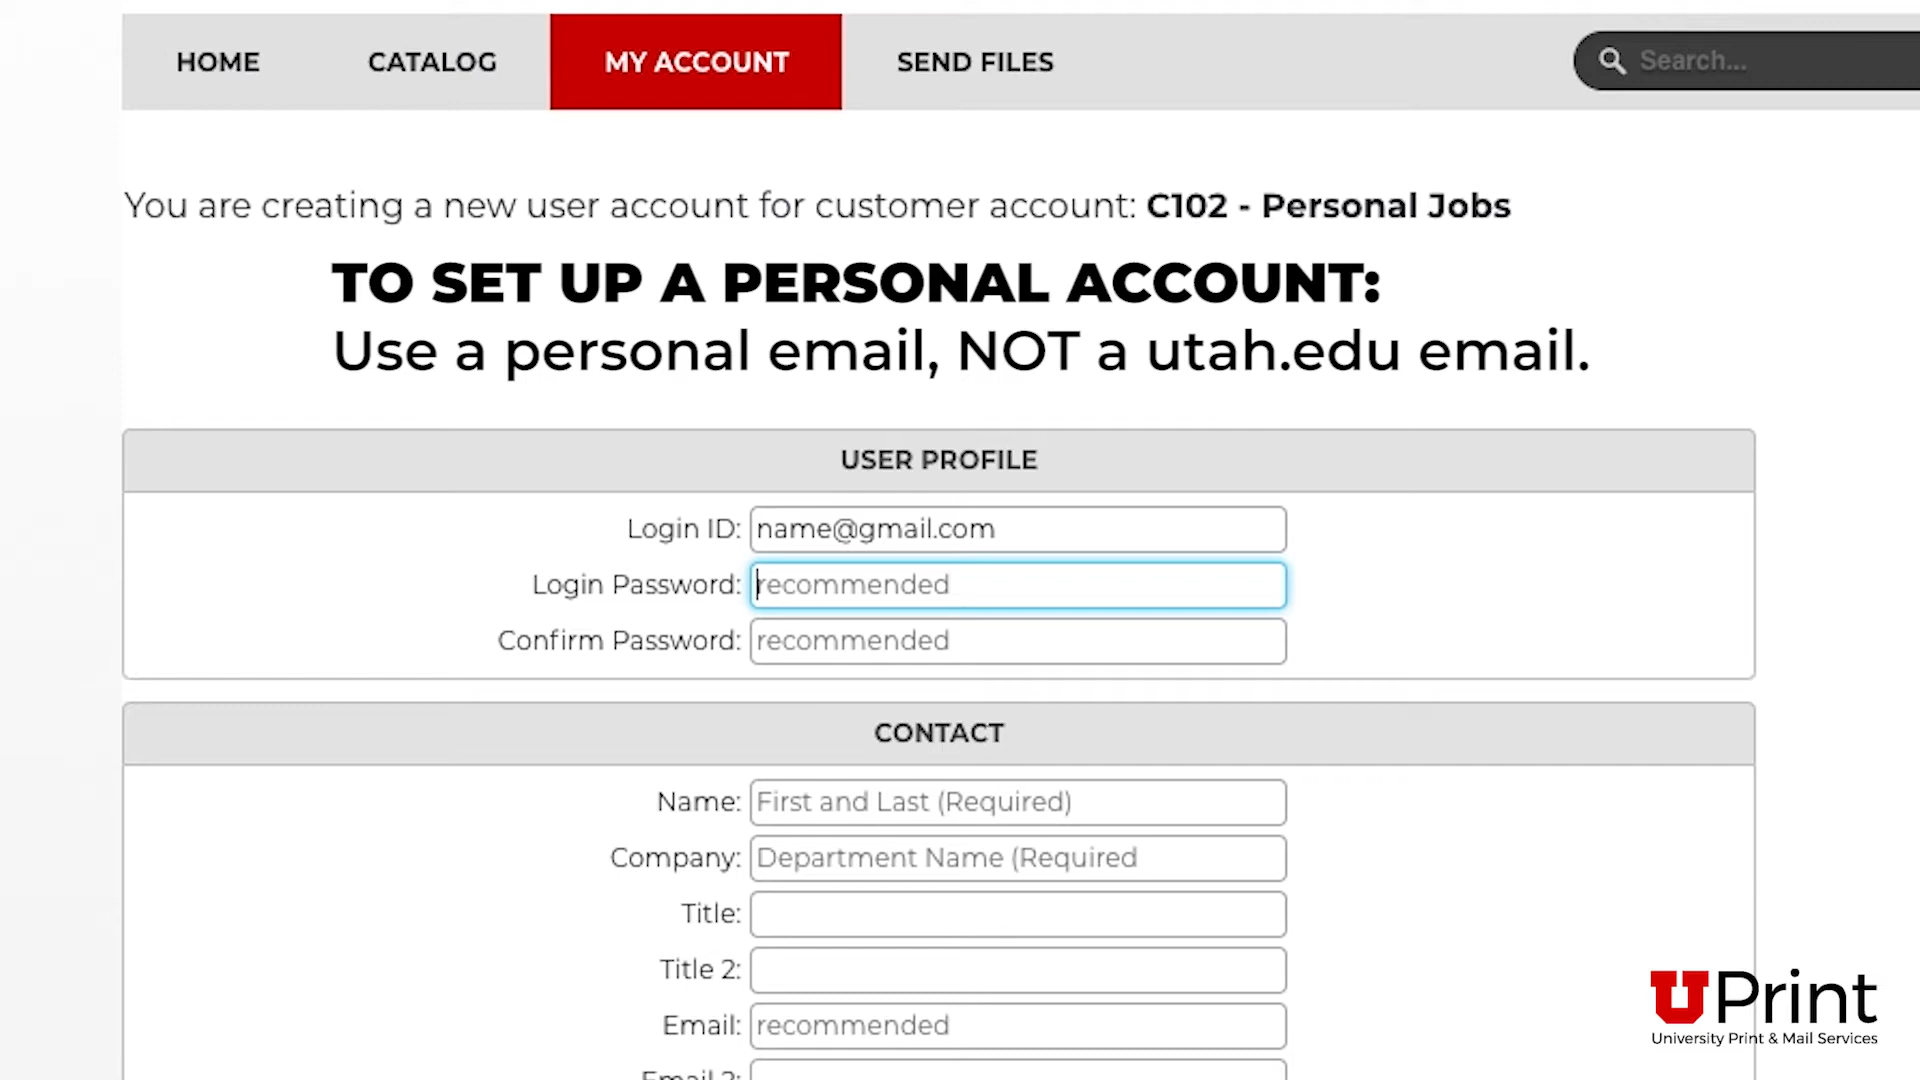 HOME CATALOG MY ACCOUNT SEND FILES Search...
You are creating a new user account for customer account: C102 - Personal Jobs
TO SET UP A PERSONAL ACCOUNT:
Use a personal email, NOT a utah.edu email.
USER PROFILE
Login ID: name@gmail.com
Login Password: recommended
Confirm Password: recommended
CONTACT
Name: First and Last (Required)
Company: Department Name (Required
Title:
Title 2:
Email: recommended
Email 2:
UPrint
University Print & Mail Services